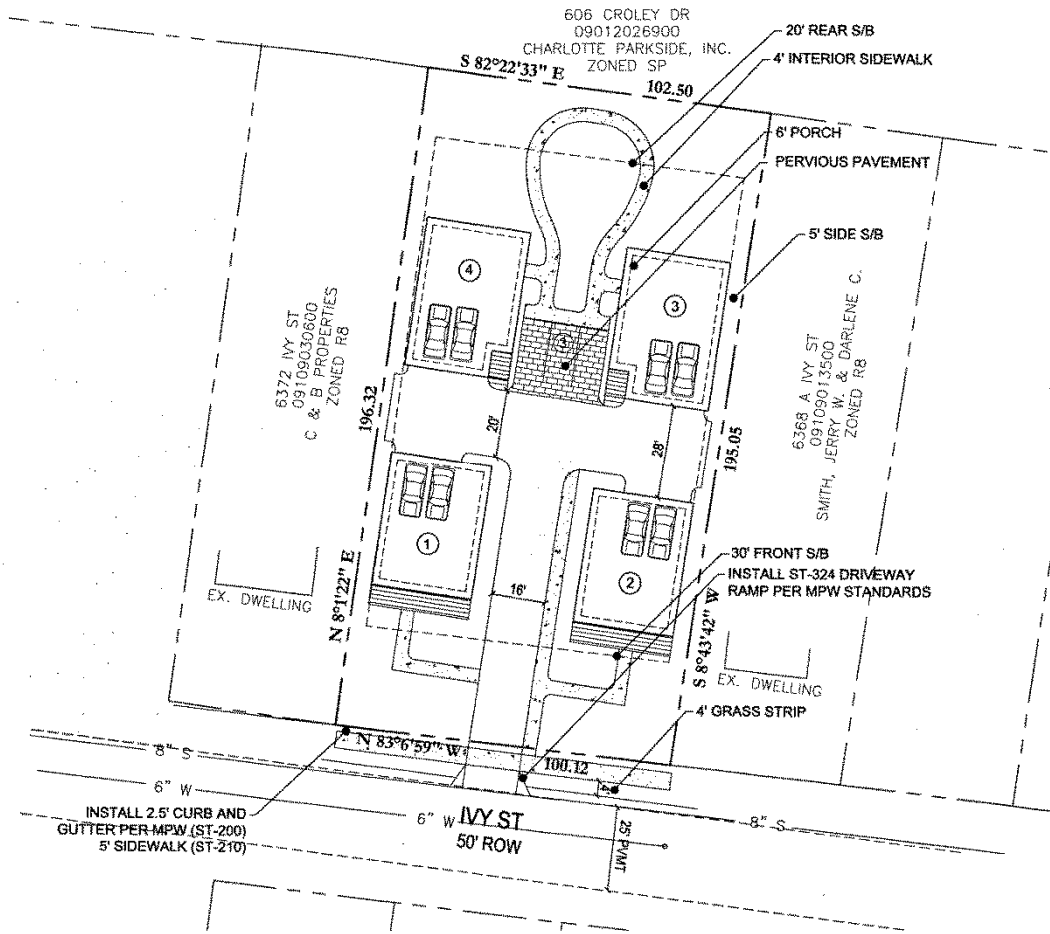 606 CROLEY DR
09012026900
CHARLOTTE PARKSIDE, INC.
ZONED SP
S 82°22'33" E
102.50
20' REAR S/B
4' INTERIOR SIDEWALK
6' PORCH
PERVIOUS PAVEMENT
5' SIDE S/B
4
3
3
6372 IVY ST
09109030600
C & B PROPERTIES
ZONED R8
196.32
20'
28'
195.05
6368 A IVY ST
09109013500
SMITH, JERRY W. & DARLENE C.
ZONED R8
1
2
16'
30' FRONT S/B
INSTALL ST-324 DRIVEWAY
RAMP PER MPW STANDARDS
EX. DWELLING
N 8°1'22" E
S 8°43'42" W
EX. DWELLING
4' GRASS STRIP
N 83°6'59" W
100.12
4'
8" S
6" W
INSTALL 2.5' CURB AND
GUTTER PER MPW (ST-200)
5' SIDEWALK (ST-210)
6" W
IVY ST
50' ROW
25' PVMT
8" S